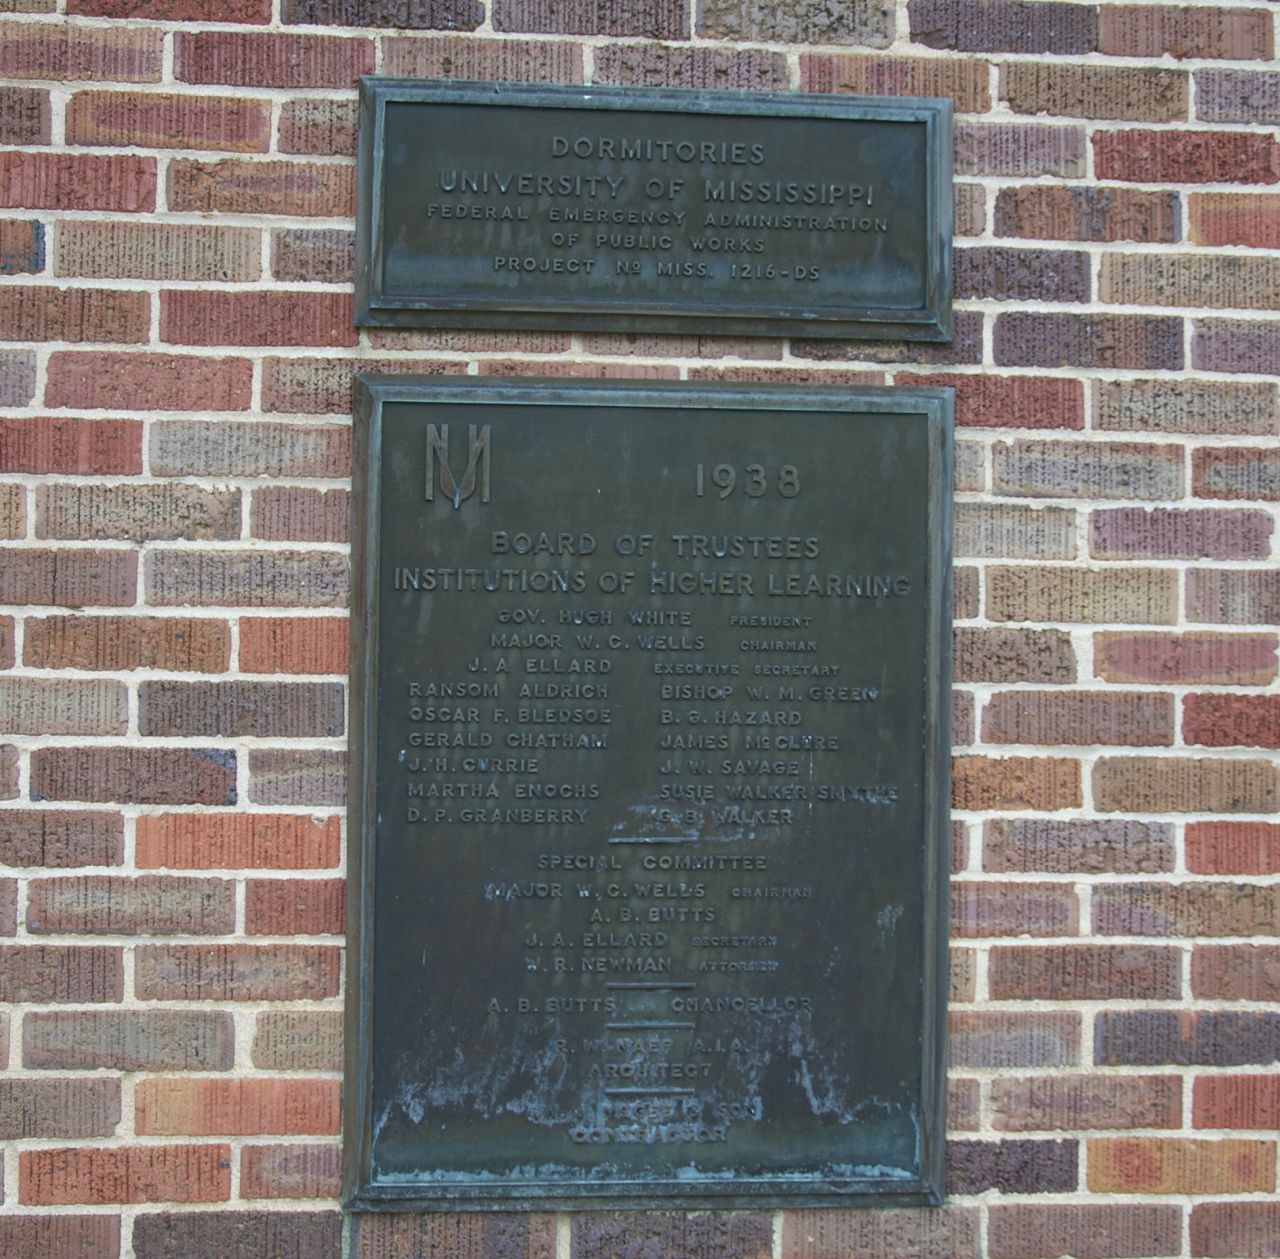 DORMITORIES
UNIVERSITY OF MISSISSIPPI
FEDERAL EMERGENCY ADMINISTRATION
OF PUBLIC WORKS
PROJECT Nº MISS. 1216-DS
1938
BOARD OF TRUSTEES
INSTITUTIONS OF HIGHER LEARNING
GOV. HUGH WHITE PRESIDENT
MAJOR W. C. WELLS CHAIRMAN
J. A. ELLARD EXECUTIVE SECRETARY
RANSOM ALDRICH BISHOP W. M. GREEN
OSCAR F. BLEDSOE B. G. HAZARD
GERALD CHATHAM JAMES McCLURE
J. H. CURRIE J. W. SAVAGE
MARTHA ENOCHS SUSIE WALKER SMYTHE
D. P. GRANBERRY G. B. WALKER
SPECIAL COMMITTEE
MAJOR W. C. WELLS CHAIRMAN
A. B. BUTTS
J. A. ELLARD SECRETARY
W. R. NEWMAN ATTORNEY
A. B. BUTTS CHANCELLOR
R. W. NAEF A.I.A.
ARCHITECT
& SON
CONTRACTOR